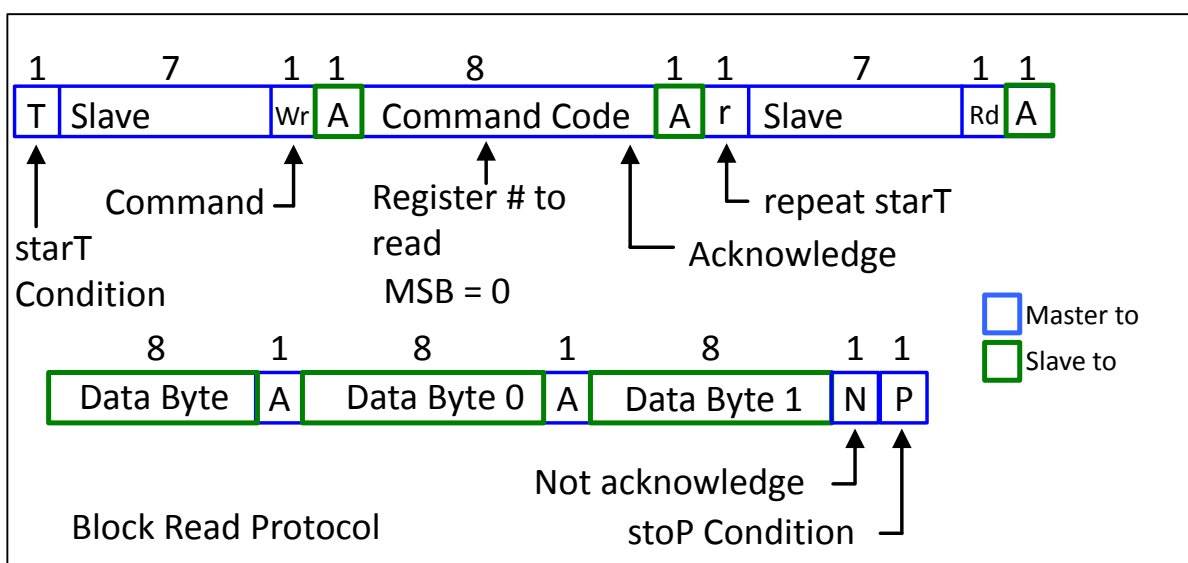 1 7 1 1 8 1 1 7 1 1
T Slave Wr A Command Code A r Slave Rd A
Command
Register # to
read
MSB = 0
repeat starT
Acknowledge
starT
Condition
Master to
Slave to
8 1 8 1 8 1 1
Data Byte A Data Byte 0 A Data Byte 1 N P
Not acknowledge
stoP Condition
Block Read Protocol